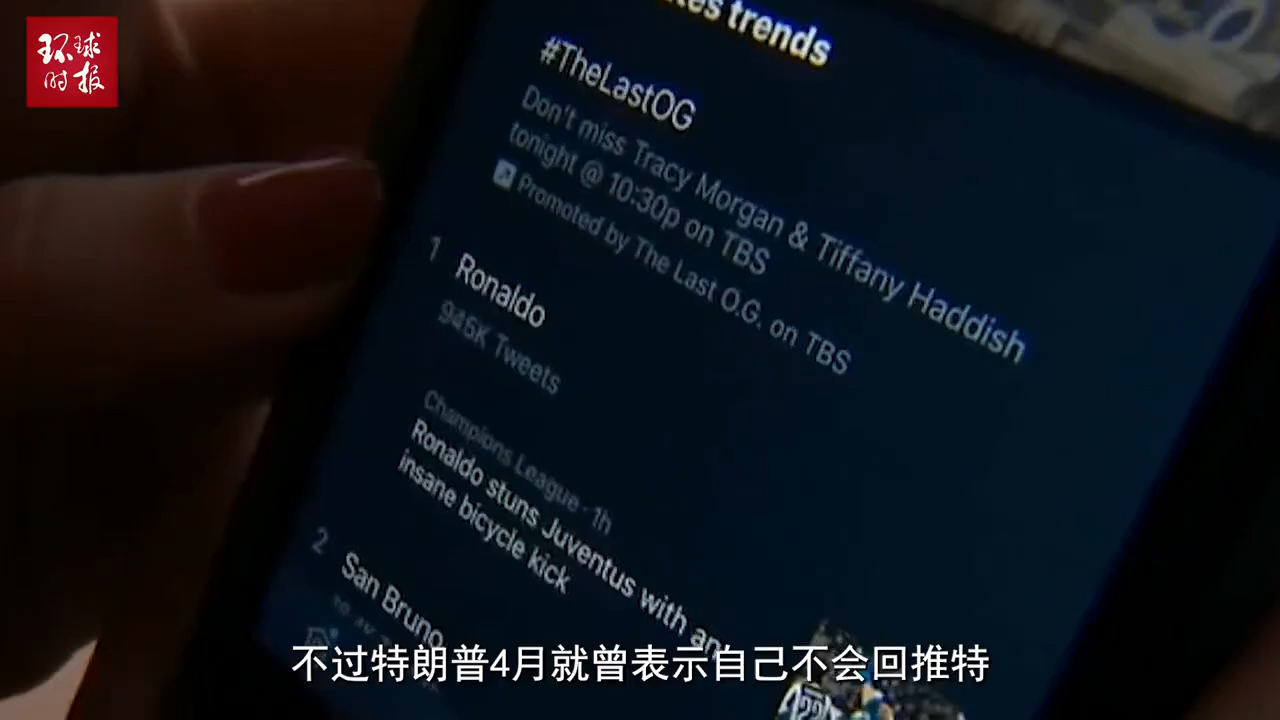 环球
时报
trends
#TheLastOG
Don't miss Tracy Morgan & Tiffany Haddish
tonight @ 10:30p on TBS
Promoted by The Last O.G. on TBS
1
Ronaldo
945K Tweets
Champions League · 1h
Ronaldo stuns Juventus with an
insane bicycle kick
2
San Bruno
不过特朗普4月就曾表示自己不会回推特